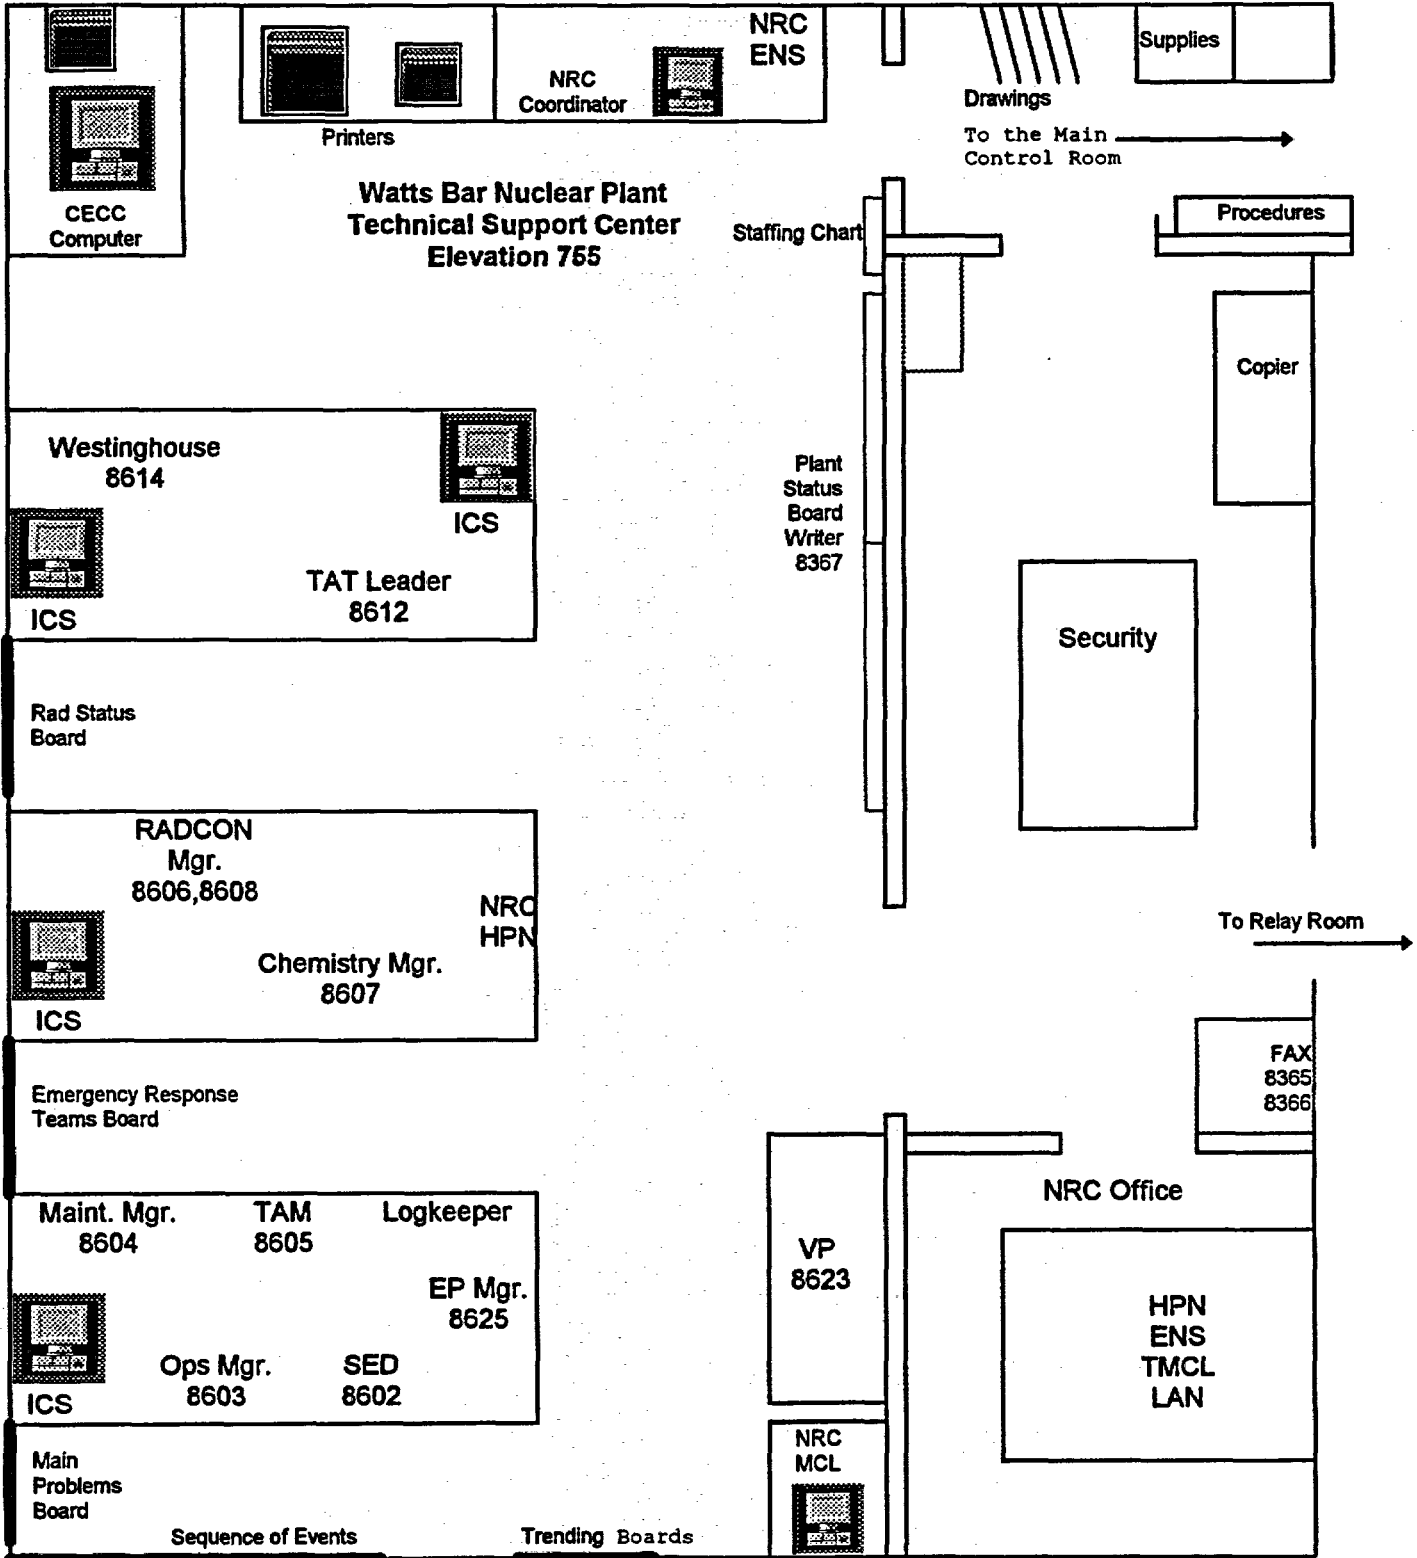 NRC
ENS
Supplies
NRC
Coordinator
Drawings
Printers
To the Main
Control Room
CECC
Computer
Watts Bar Nuclear Plant
Technical Support Center
Elevation 755
Staffing Chart
Procedures
Copier
Westinghouse
8614
ICS
Plant
Status
Board
Writer
8367
TAT Leader
8612
ICS
Security
Rad Status
Board
RADCON
Mgr.
8606,8608
NRC
HPN
Chemistry Mgr.
8607
ICS
To Relay Room
FAX
8365
8366
Emergency Response
Teams Board
NRC Office
Maint. Mgr.
8604
TAM
8605
Logkeeper
EP Mgr.
8625
VP
8623
HPN
ENS
TMCL
LAN
Ops Mgr.
8603
SED
8602
ICS
NRC
MCL
Main
Problems
Board
Sequence of Events
Trending Boards